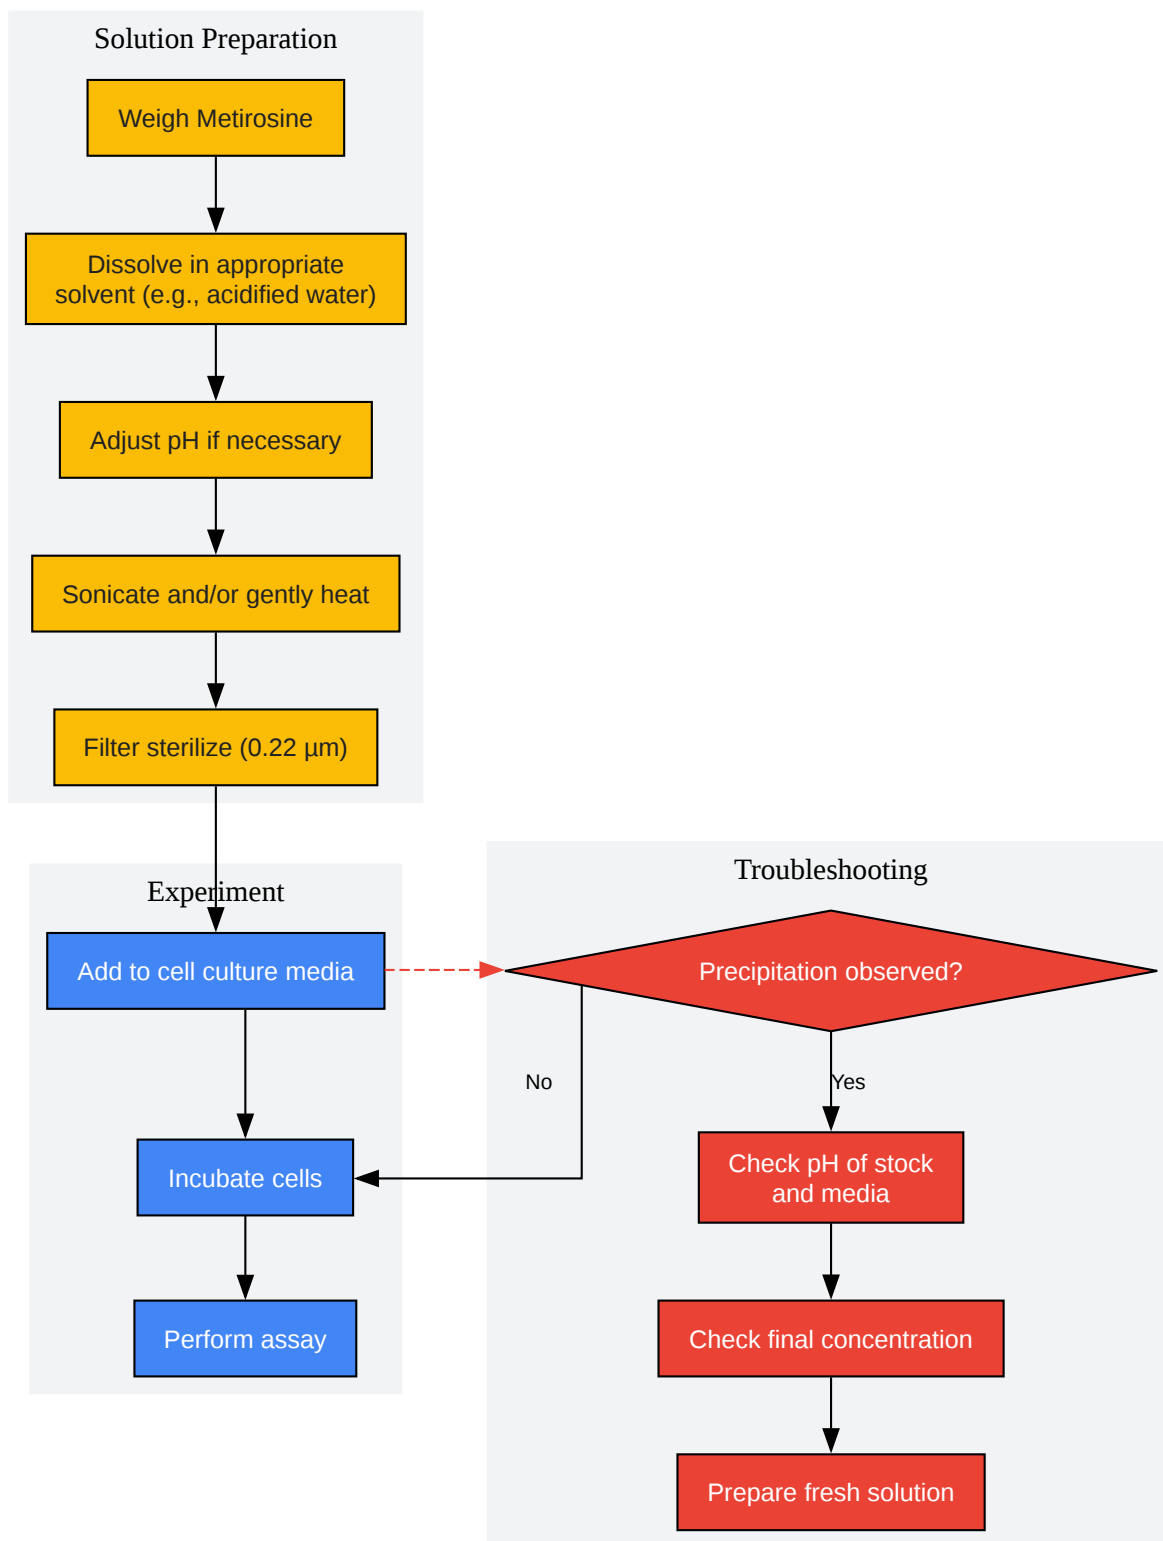 Solution Preparation
Weigh Metirosine
Dissolve in appropriate
solvent (e.g., acidified water)
Adjust pH if necessary
Sonicate and/or gently heat
Filter sterilize (0.22 µm)
Experiment
Add to cell culture media
Incubate cells
Perform assay
Troubleshooting
Precipitation observed?
No
Yes
Check pH of stock
and media
Check final concentration
Prepare fresh solution